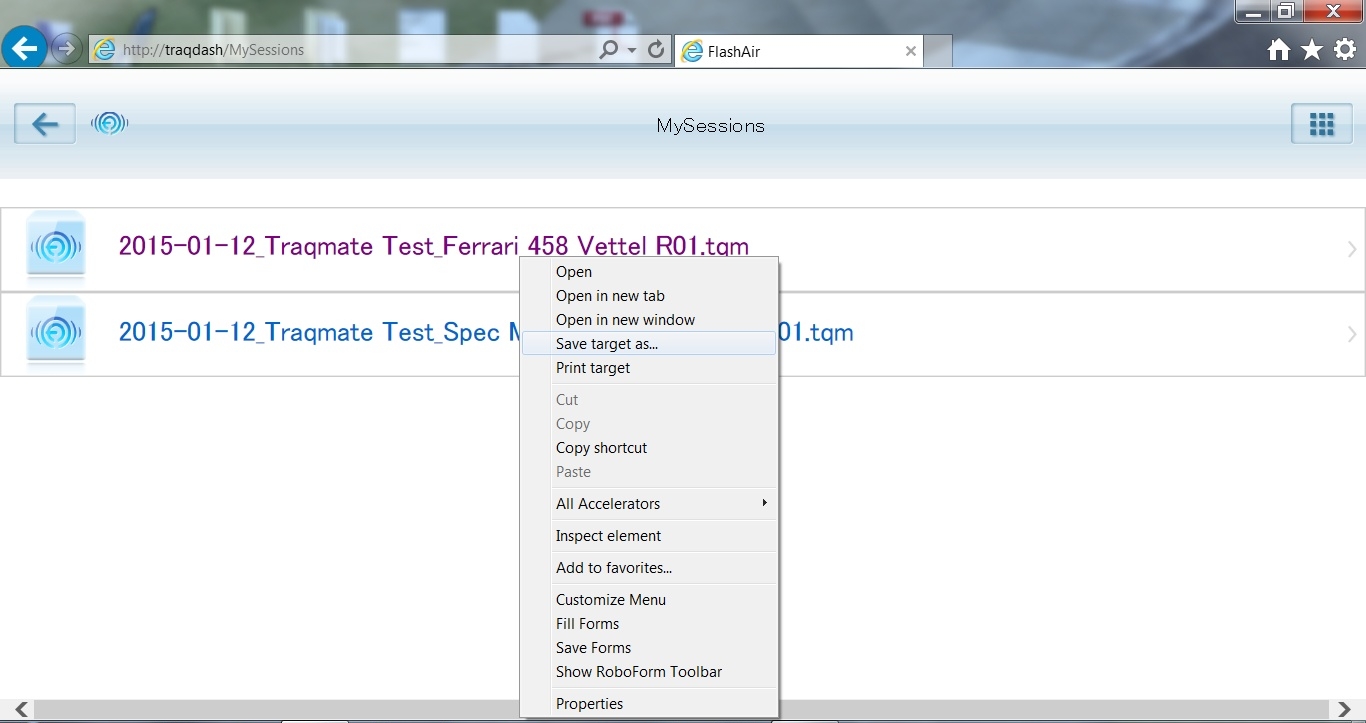 http://traqdash/MySessions
FlashAir
MySessions
2015-01-12_Traqmate Test_Ferrari 458 Vettel R01.tqm
2015-01-12_Traqmate Test_Spec 01.tqm
Open
Open in new tab
Open in new window
Save target as...
Print target
Cut
Copy
Copy shortcut
Paste
All Accelerators
Inspect element
Add to favorites...
Customize Menu
Fill Forms
Save Forms
Show RoboForm Toolbar
Properties